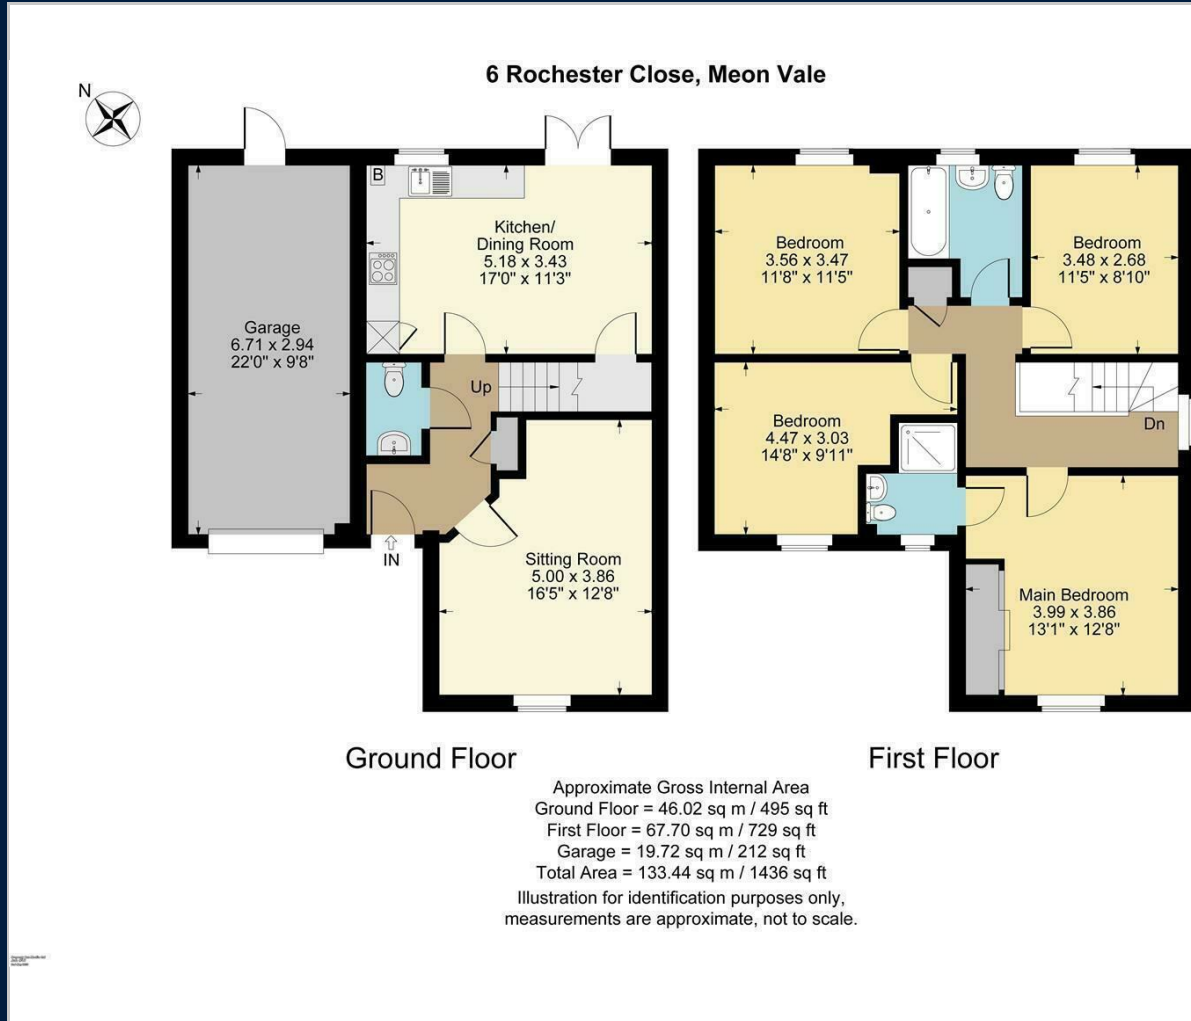 6 Rochester Close, Meon Vale
N
B
Kitchen/
Dining Room
5.18 x 3.43
17'0" x 11'3"
Garage
6.71 x 2.94
22'0" x 9'8"
Up
IN
Sitting Room
5.00 x 3.86
16'5" x 12'8"
Ground Floor
Bedroom
3.56 x 3.47
11'8" x 11'5"
Bedroom
3.48 x 2.68
11'5" x 8'10"
Bedroom
4.47 x 3.03
14'8" x 9'11"
Dn
Main Bedroom
3.99 x 3.86
13'1" x 12'8"
First Floor
Approximate Gross Internal Area
Ground Floor = 46.02 sq m / 495 sq ft
First Floor = 67.70 sq m / 729 sq ft
Garage = 19.72 sq m / 212 sq ft
Total Area = 133.44 sq m / 1436 sq ft
Illustration for identification purposes only,
measurements are approximate, not to scale.